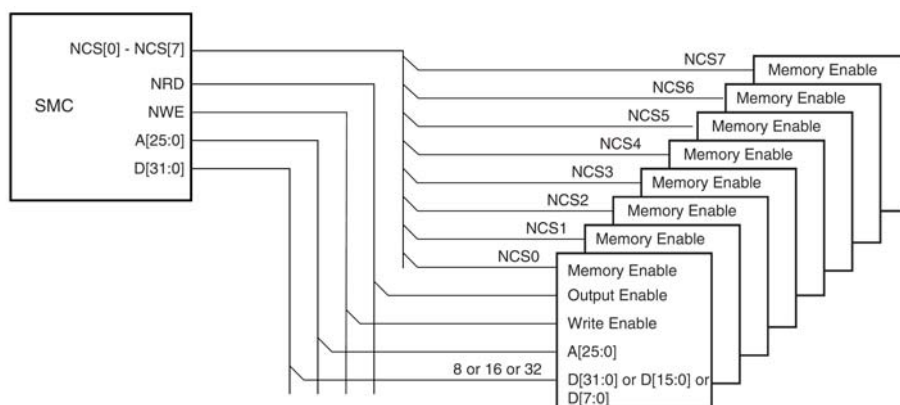 NCS[0] - NCS[7]
NRD
SMC
NWE
A[25:0]
D[31:0]
NCS7
Memory Enable
NCS6
Memory Enable
NCS5
Memory Enable
NCS4
Memory Enable
NCS3
Memory Enable
NCS2
Memory Enable
NCS1
Memory Enable
NCS0
Memory Enable
Output Enable
Write Enable
A[25:0]
8 or 16 or 32
D[31:0] or D[15:0] or
D[7:0]